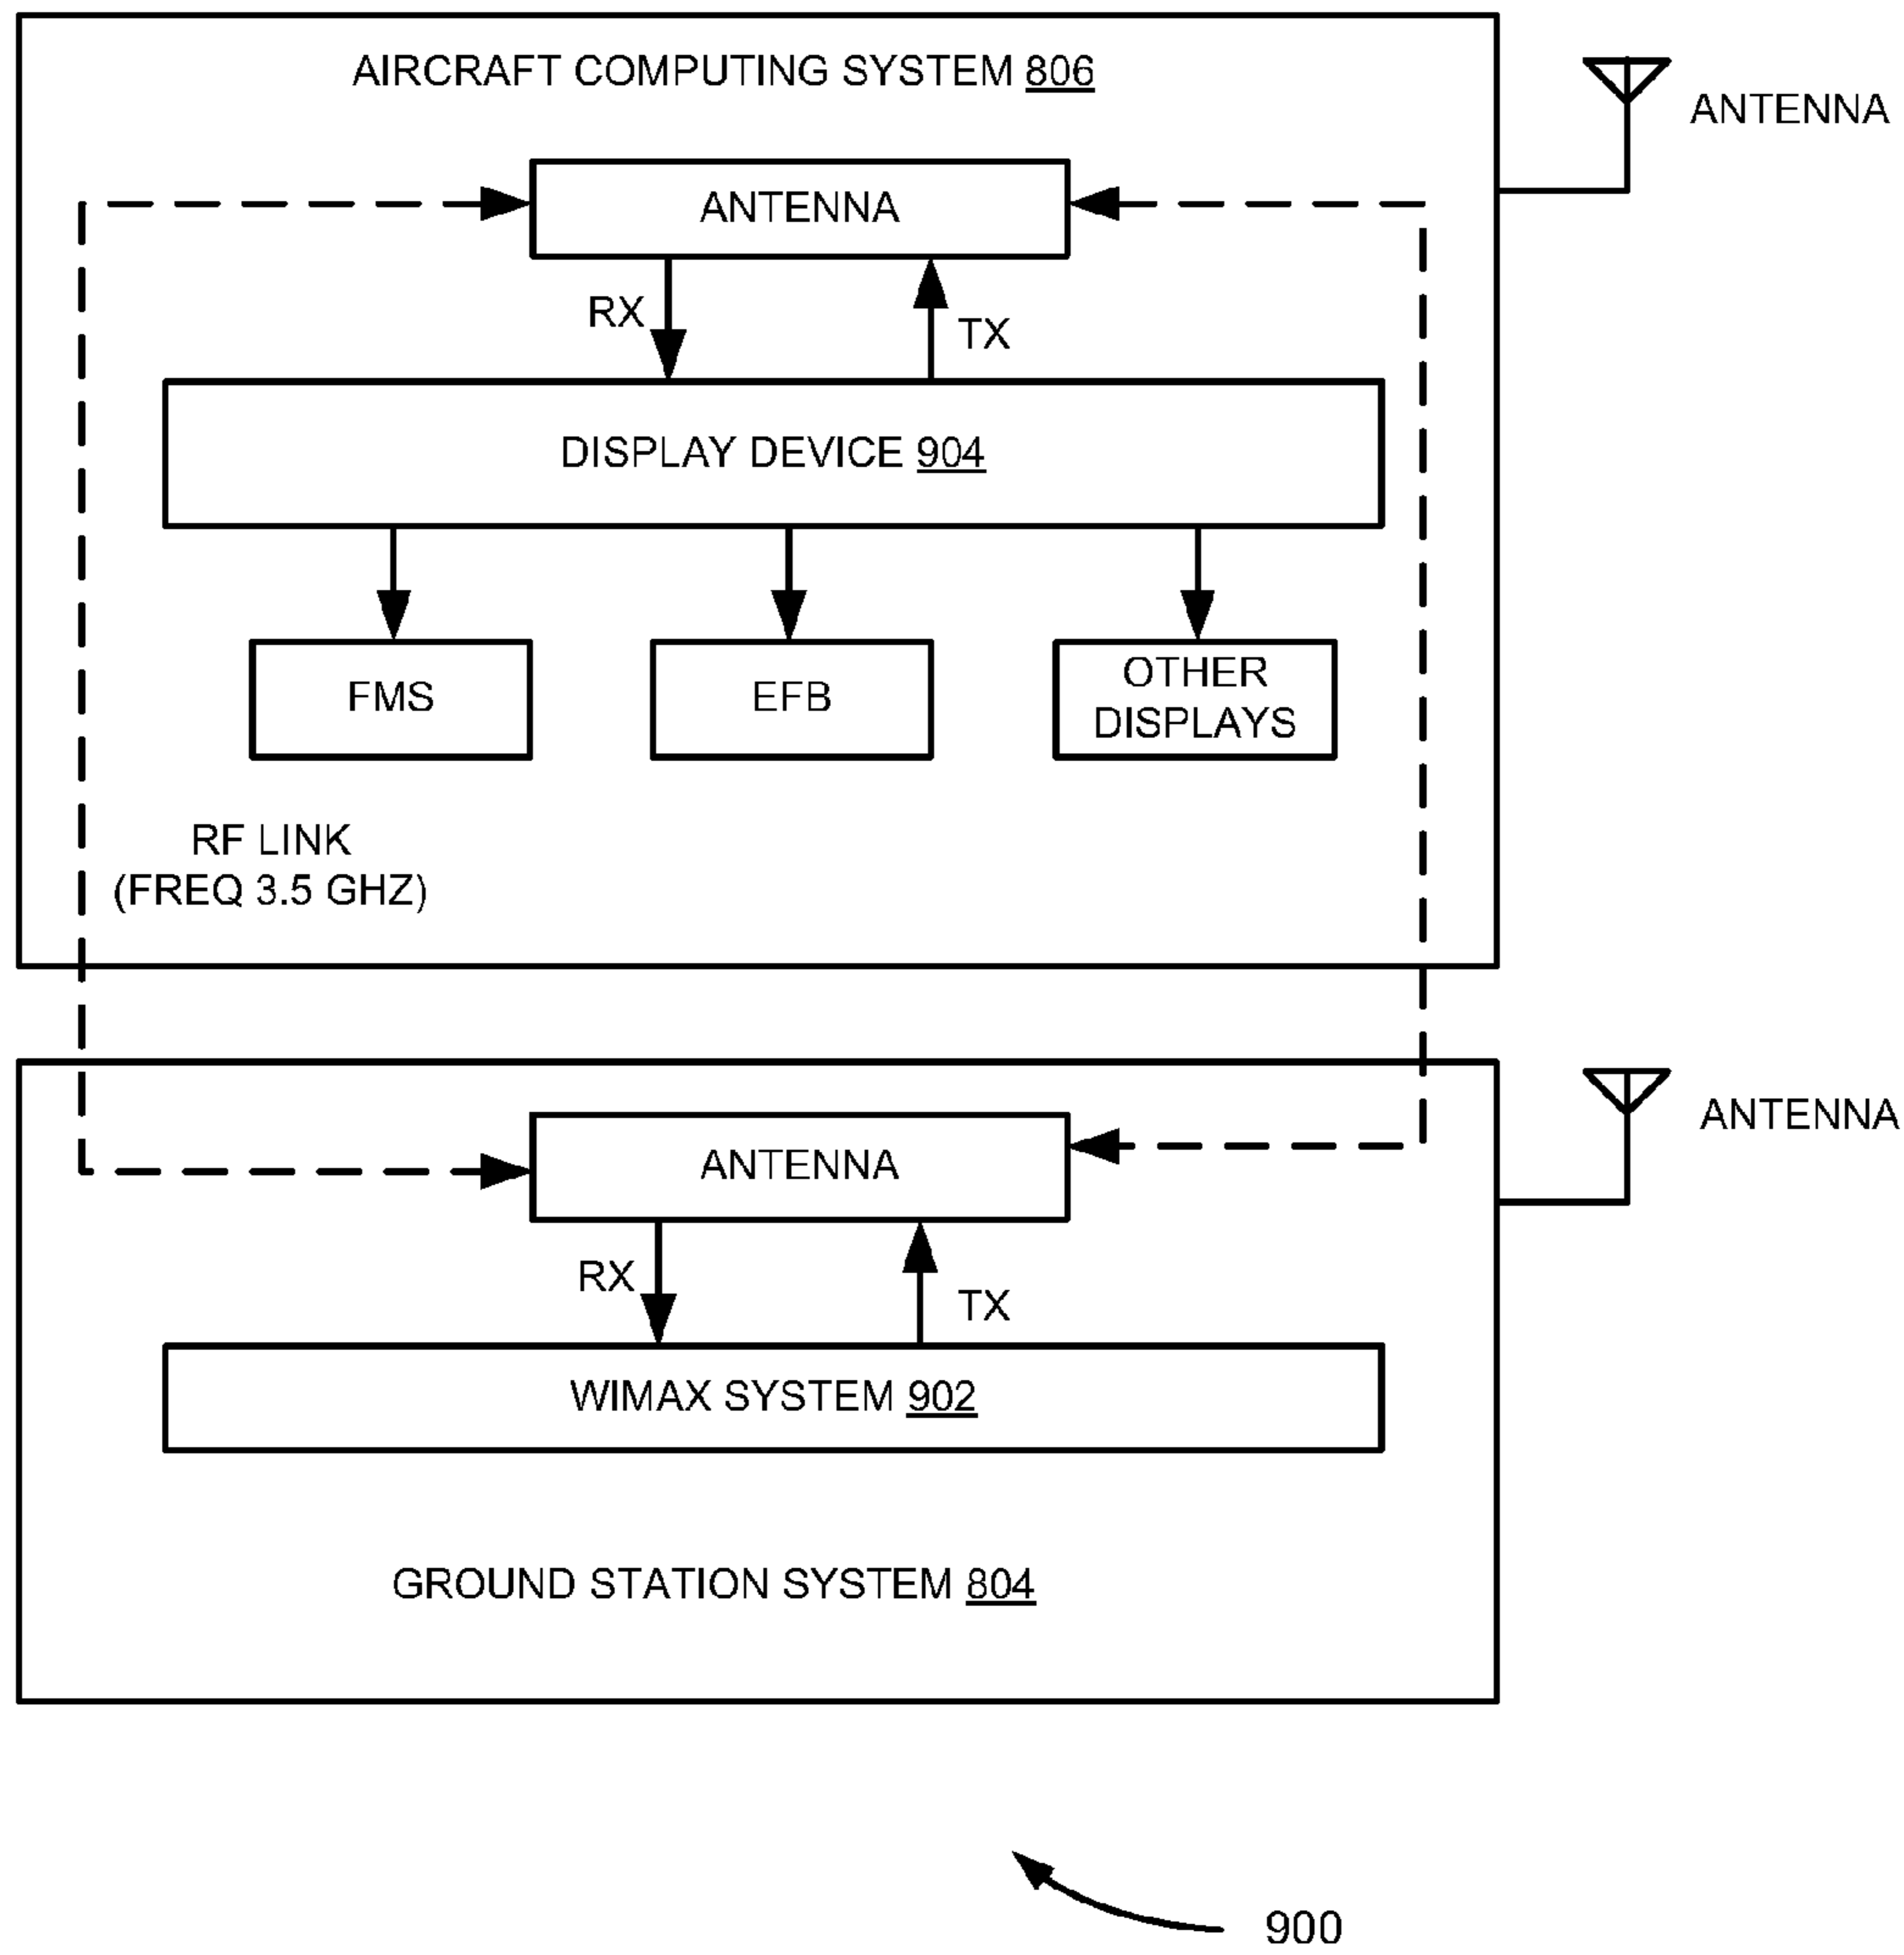 AIRCRAFT COMPUTING SYSTEM 806
ANTENNA
ANTENNA
RX
TX
DISPLAY DEVICE 904
FMS
EFB
OTHER
DISPLAYS
RF LINK
(FREQ 3.5 GHZ)
ANTENNA
ANTENNA
RX
TX
WIMAX SYSTEM 902
GROUND STATION SYSTEM 804
900